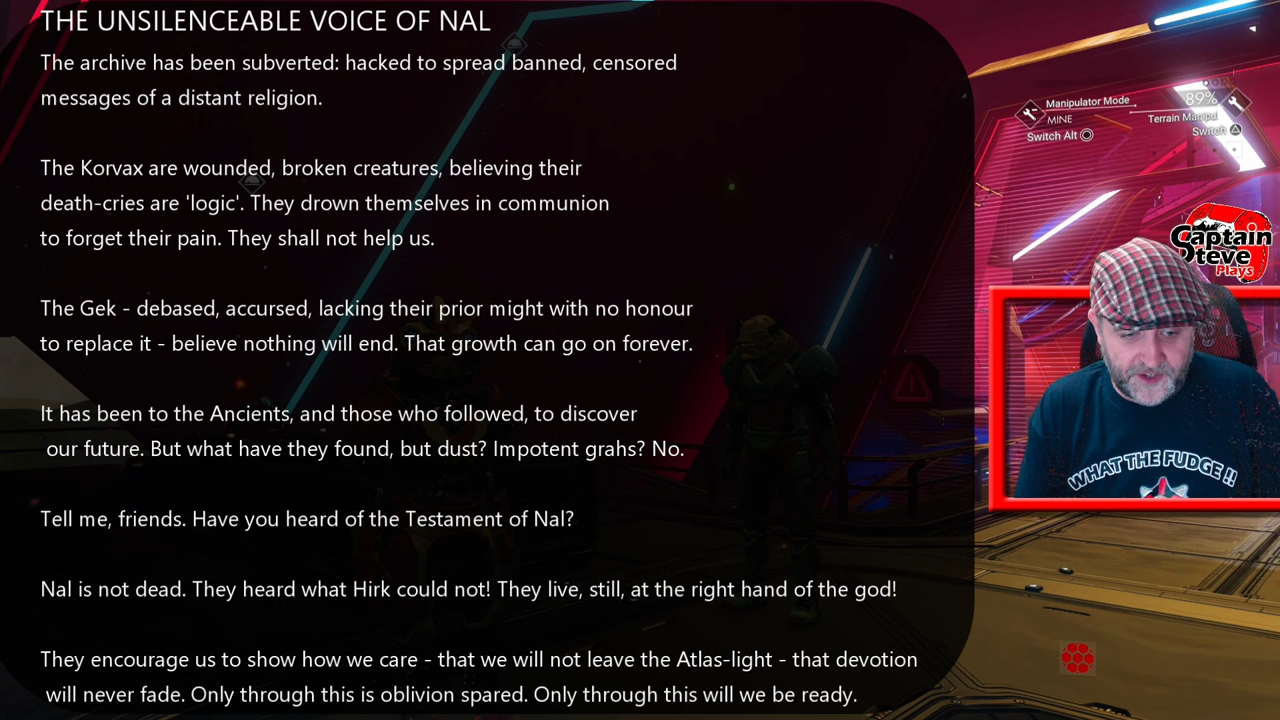 THE UNSILENCEABLE VOICE OF NAL
The archive has been subverted: hacked to spread banned, censored
messages of a distant religion.
The Korvax are wounded, broken creatures, believing their
death-cries are 'logic'. They drown themselves in communion
to forget their pain. They shall not help us.
The Gek - debased, accursed, lacking their prior might with no honour
to replace it - believe nothing will end. That growth can go on forever.
It has been to the Ancients, and those who followed, to discover
our future. But what have they found, but dust? Impotent grahs? No.
Tell me, friends. Have you heard of the Testament of Nal?
Nal is not dead. They heard what Hirk could not! They live, still, at the right hand of the god!
They encourage us to show how we care - that we will not leave the Atlas-light - that devotion
will never fade. Only through this is oblivion spared. Only through this will we be ready.
Manipulator Mode
MINE
Switch Alt
89%
Terrain Manipul
Switch
Captain
Steve
Plays
WHAT THE FUDGE !!